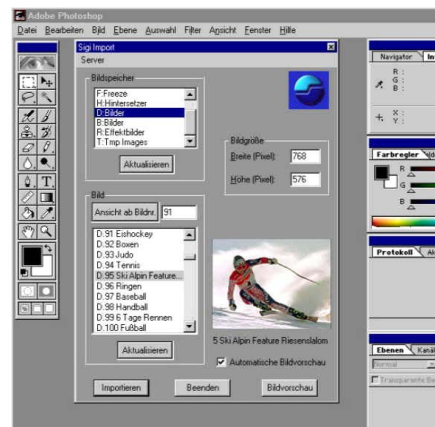 Adobe Photoshop
Datei Bearbeiten Bild Ebene Auswahl Filter Ansicht Fenster Hilfe
Sigi Import
Server
Bildspeicher
F:Freeze
H:Hintersetzer
D:Bilder
B:Bilder
R:Effektbilder
T:Tmp Images
Aktualisieren
Bildgröße
Breite (Pixel): 768
Höhe (Pixel): 576
Bild
Ansicht ab Bildnr. 91
D.91 Eishockey
D.92 Boxen
D.93 Judo
D.94 Tennis
D.95 Ski Alpin Feature...
D.96 Ringen
D.97 Baseball
D.98 Handball
D.99 6 Tage Rennen
D.100 Fußball
Aktualisieren
5 Ski Alpin Feature Riesenslalom
Automatische Bildvorschau
Importieren Beenden Bildvorschau
Navigator
R :
G :
B :
X :
Y :
Farbregler
R
G
B
Protokoll
Ebenen Kanäl
Normal